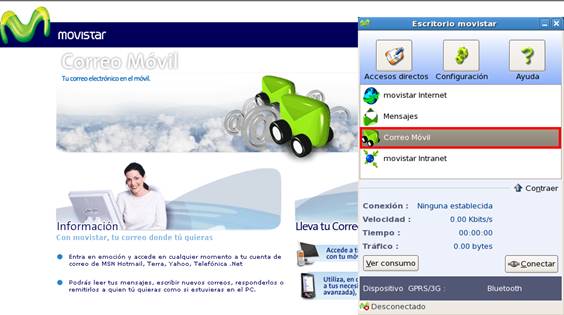 movistar
Correo Móvil
Tu correo electrónico en el móvil.
Información
Con movistar, tu correo donde tú quieras
Entra en emoción y accede en cualquier momento a tu cuenta de
correo de MSN Hotmail, Terra, Yahoo, Telefónica .Net
Podrás leer tus mensajes, escribir nuevos correos, responderlos o
remitirlos a quien tú quieras como si estuvieras en el PC.
Lleva tu Corre
Accede a t
con tu mó
Utiliza, en c
a tus neces
avanzada),
Escritorio movistar
Accesos directos
Configuración
Ayuda
movistar Internet
Mensajes
Correo Móvil
movistar Intranet
Contraer
Conexión : Ninguna establecida
Velocidad : 0.00 Kbits/s
Tiempo : 00:00:00
Tráfico : 0.00 bytes
Ver consumo
Conectar
Dispositivo GPRS/3G : Bluetooth
Desconectado